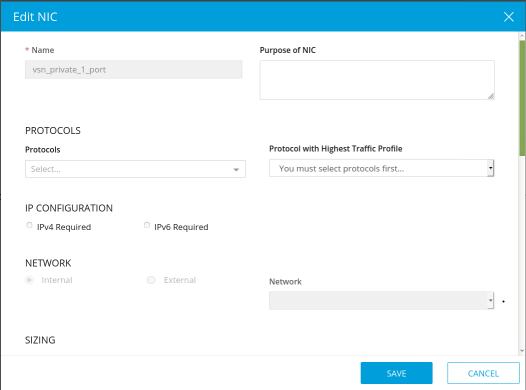 Edit NIC
* Name
vsn_private_1_port
Purpose of NIC
PROTOCOLS
Protocols
Select...
Protocol with Highest Traffic Profile
You must select protocols first...
IP CONFIGURATION
IPv4 Required
IPv6 Required
NETWORK
Internal
External
Network
SIZING
SAVE
CANCEL